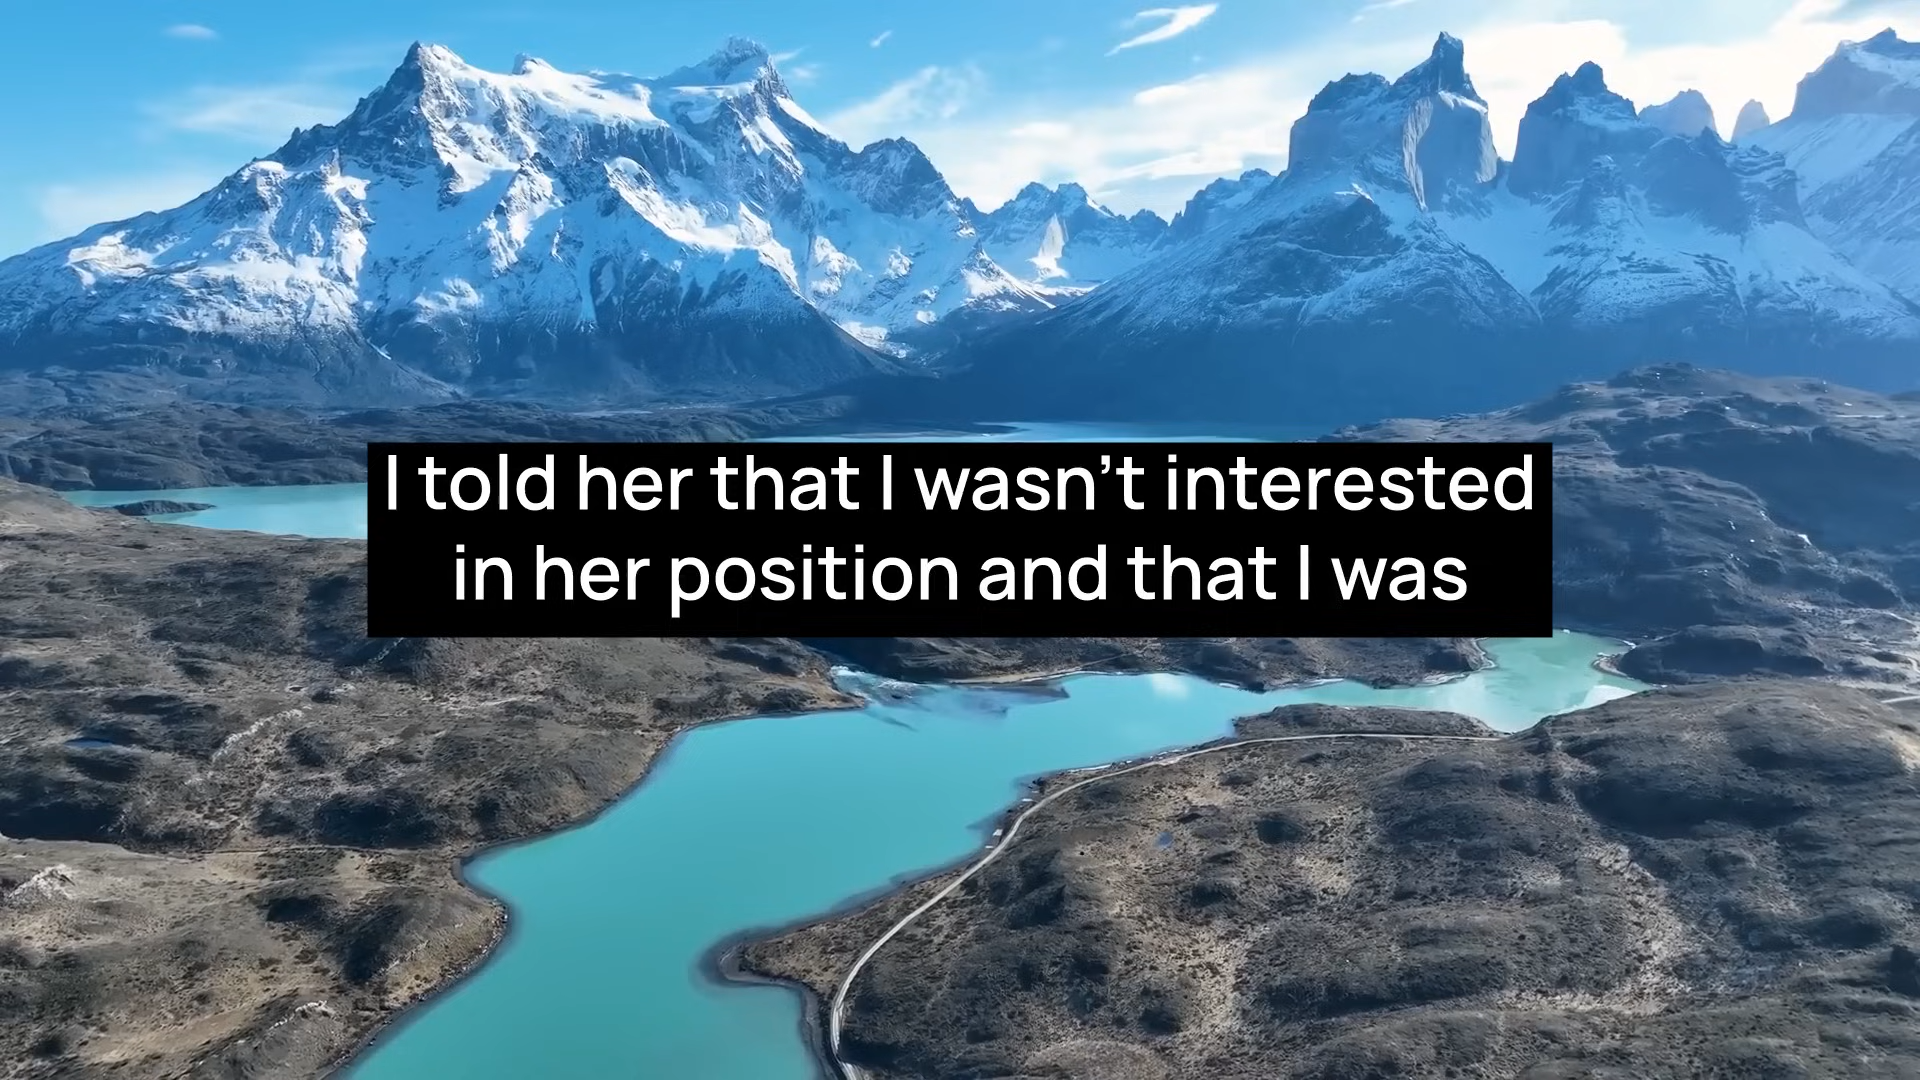 I told her that I wasn’t interested
in her position and that I was